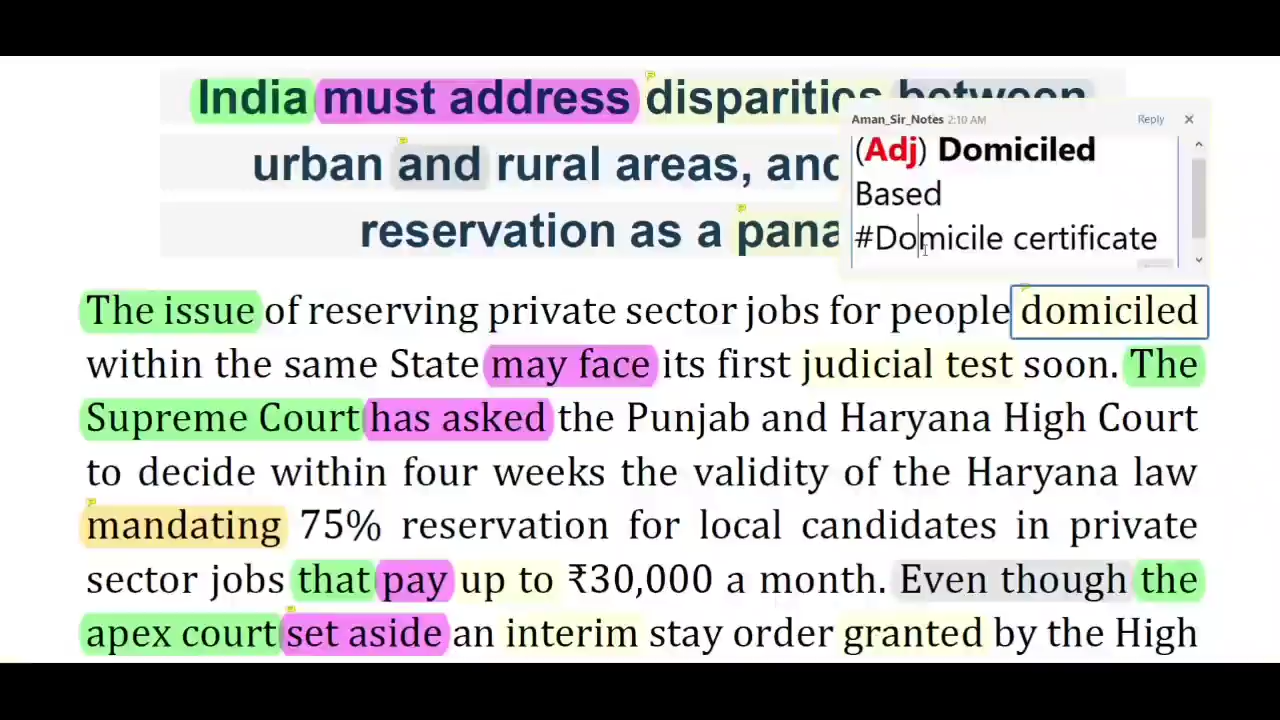 India must address disparities between
urban and rural areas, and
reservation as a pana
Aman_Sir_Notes 2:10 AM Reply
(Adj) Domiciled
Based
#Domicile certificate
The issue of reserving private sector jobs for people domiciled
within the same State may face its first judicial test soon. The
Supreme Court has asked the Punjab and Haryana High Court
to decide within four weeks the validity of the Haryana law
mandating 75% reservation for local candidates in private
sector jobs that pay up to ₹30,000 a month. Even though the
apex court set aside an interim stay order granted by the High